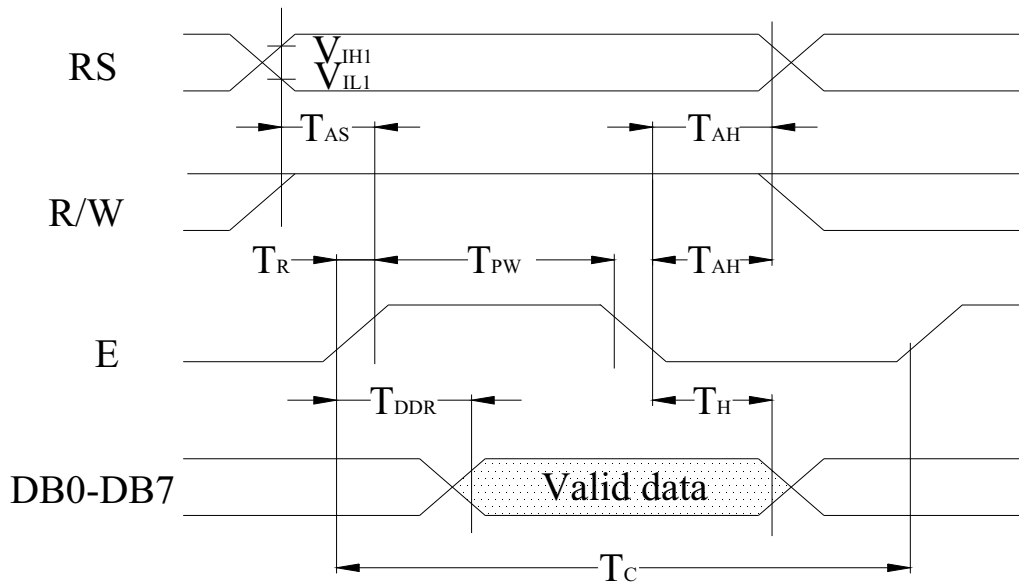 RS
VIH1
VIL1
TAS
TAH
R/W
TR
TPW
TAH
E
TDDR
TH
DB0-DB7
Valid data
TC